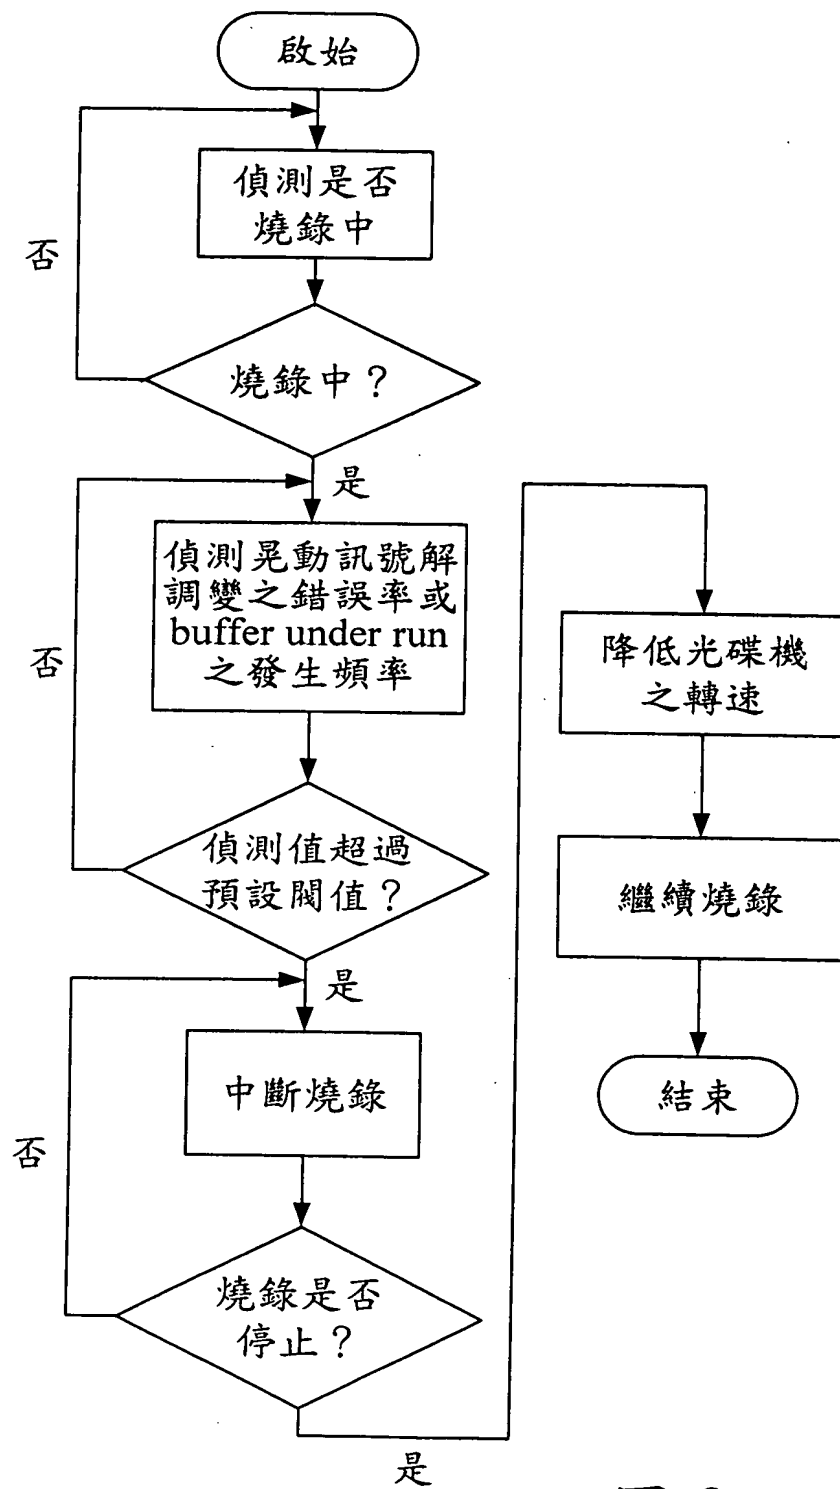 啟始
偵測是否
燒錄中
否
燒錄中？
是
偵測晃動訊號解
調變之錯誤率或
buffer under run
之發生頻率
否
偵測值超過
預設閥值？
是
中斷燒錄
否
燒錄是否
停止？
是
降低光碟機
之轉速
繼續燒錄
結束